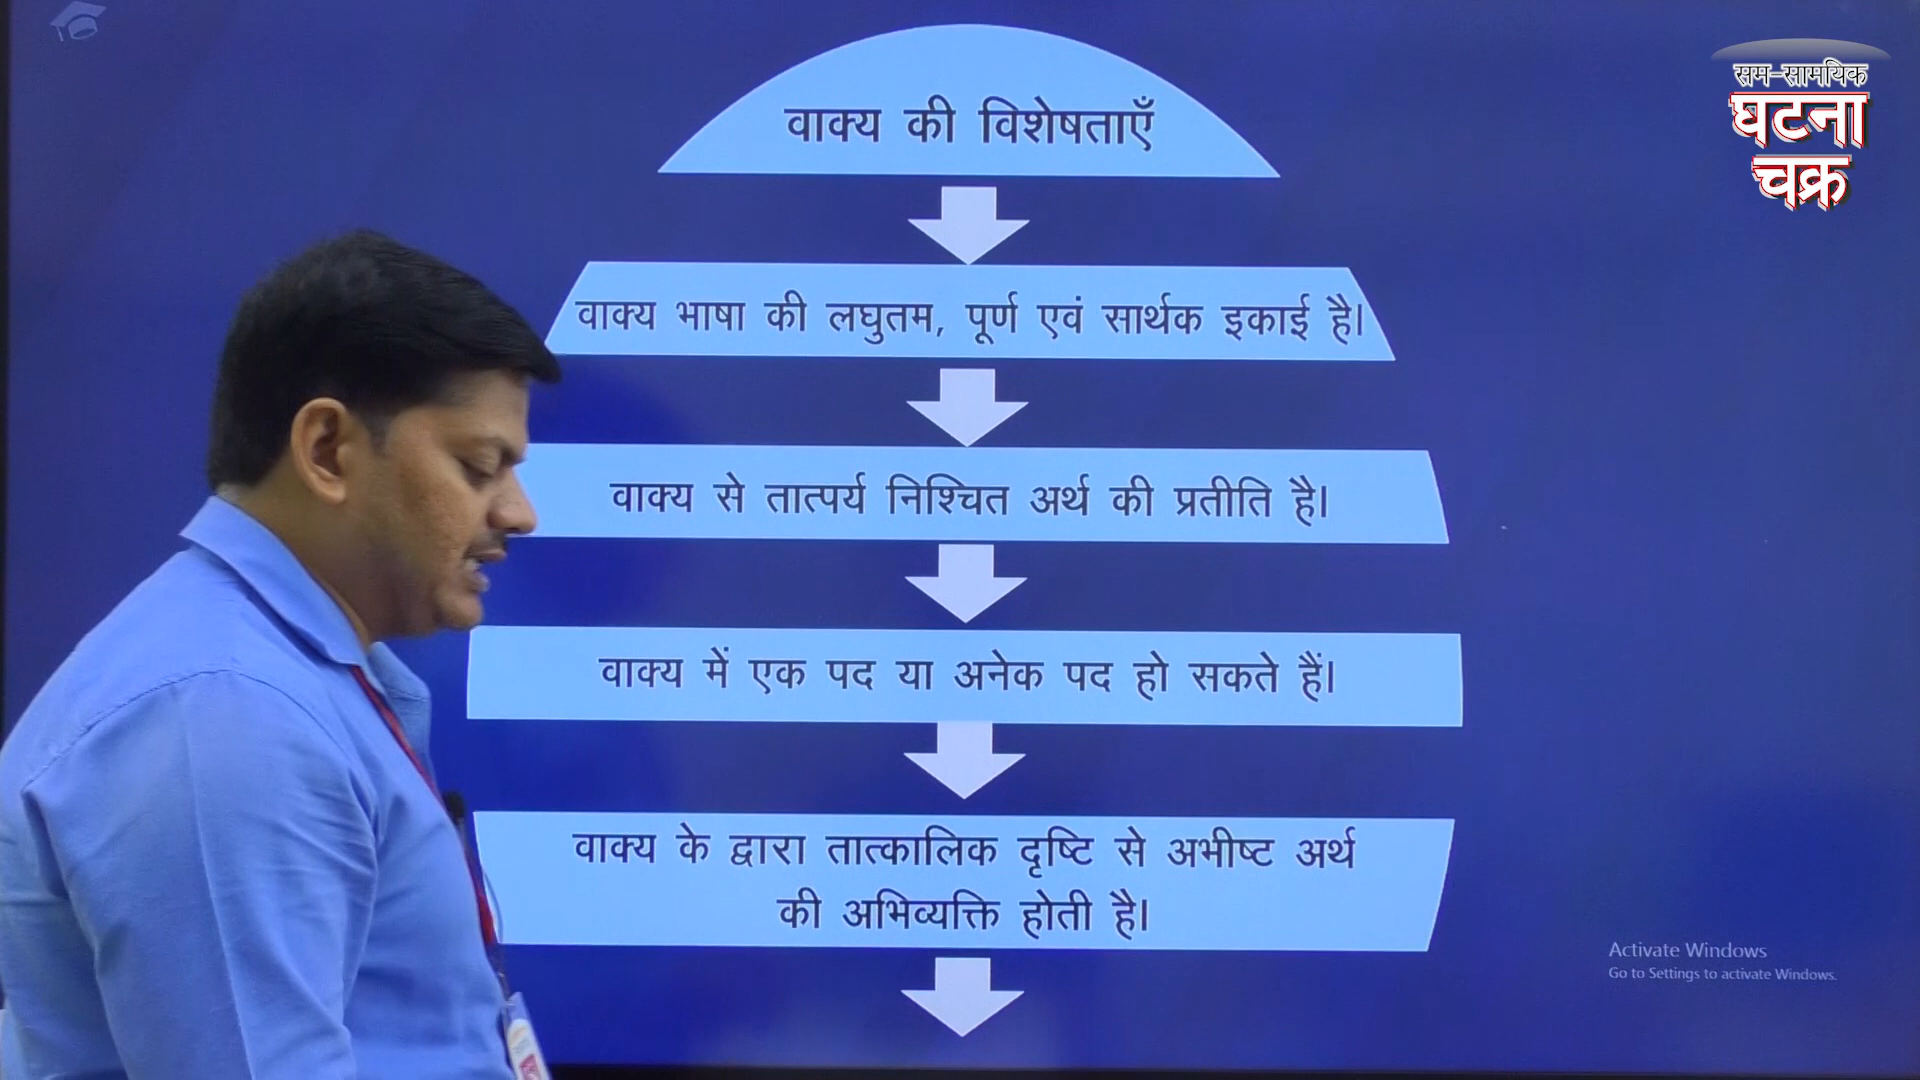 सम-सामयिक
घटना
चक्र
वाक्य की विशेषताएँ
वाक्य भाषा की लघुतम, पूर्ण एवं सार्थक इकाई है।
वाक्य से तात्पर्य निश्चित अर्थ की प्रतीति है।
वाक्य में एक पद या अनेक पद हो सकते हैं।
वाक्य के द्वारा तात्कालिक दृष्टि से अभीष्ट अर्थ
की अभिव्यक्ति होती है।
Activate Windows
Go to Settings to activate Windows.